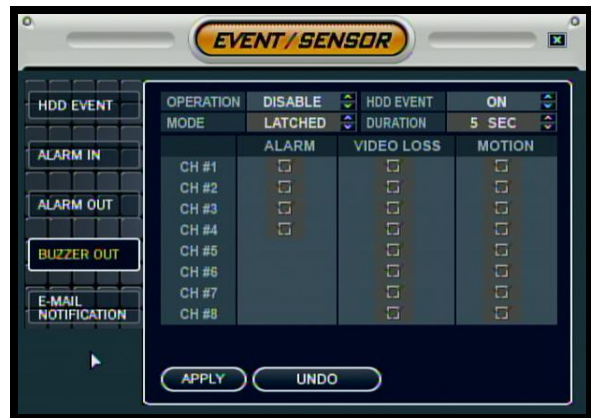 EVENT/SENSOR
HDD EVENT
ALARM IN
ALARM OUT
BUZZER OUT
E-MAIL
NOTIFICATION
OPERATION DISABLE HDD EVENT ON
MODE LATCHED DURATION 5 SEC
ALARM VIDEO LOSS MOTION
CH #1
CH #2
CH #3
CH #4
CH #5
CH #6
CH #7
CH #8
APPLY UNDO